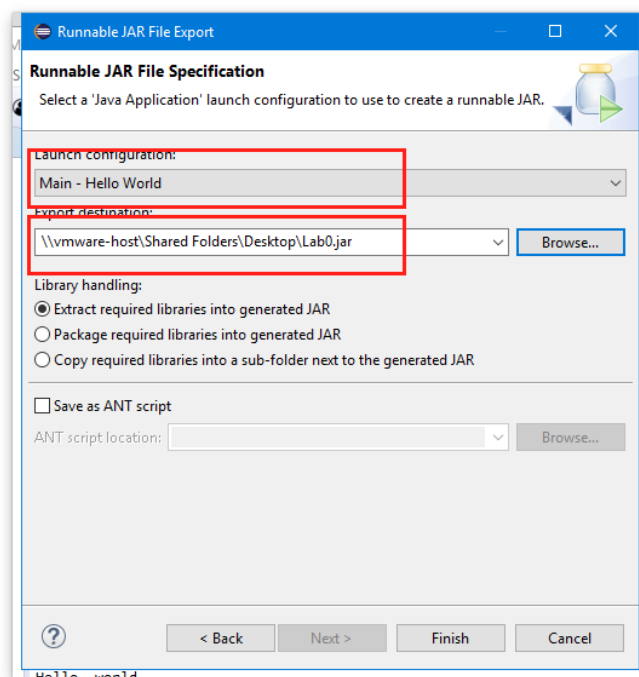 Runnable JAR File Export
Runnable JAR File Specification
Select a 'Java Application' launch configuration to use to create a runnable JAR.
Launch configuration:
Main - Hello World
Export destination:
\\vmware-host\Shared Folders\Desktop\Lab0.jar
Browse...
Library handling:
Extract required libraries into generated JAR
Package required libraries into generated JAR
Copy required libraries into a sub-folder next to the generated JAR
Save as ANT script
ANT script location:
Browse...
? < Back Next > Finish Cancel
Hello, world